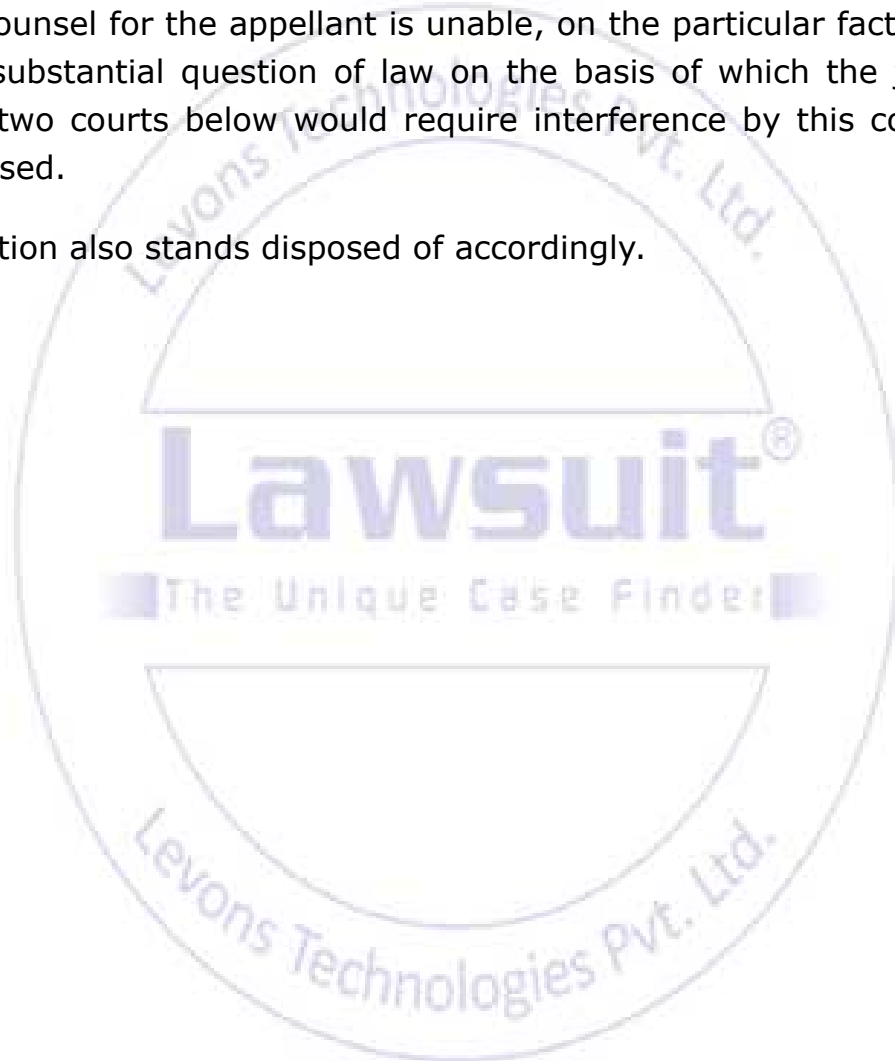 ounsel for the appellant is unable, on the particular fact
substantial question of law on the basis of which the
two courts below would require interference by this co
sed.
tion also stands disposed of accordingly.
Levons Technologies Pvt. Ltd.
Lawsuit®
The Unique Case Finder
Levons Technologies Pvt. Ltd.